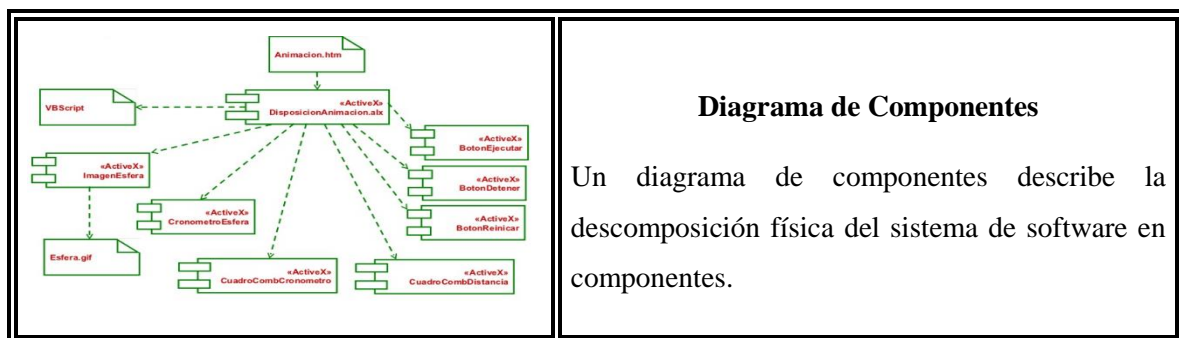 Animacion.htm
VBScript
«ActiveX»
DisposicionAnimacion.alx
«ActiveX»
BotonEjecutar
«ActiveX»
ImagenEsfera
«ActiveX»
BotonDetener
«ActiveX»
CronometroEsfera
«ActiveX»
BotonReinicar
Esfera.gif
«ActiveX»
CuadroCombCronometro
«ActiveX»
CuadroCombDistancia
Diagrama de Componentes
Un diagrama de componentes describe la
descomposición física del sistema de software en
componentes.